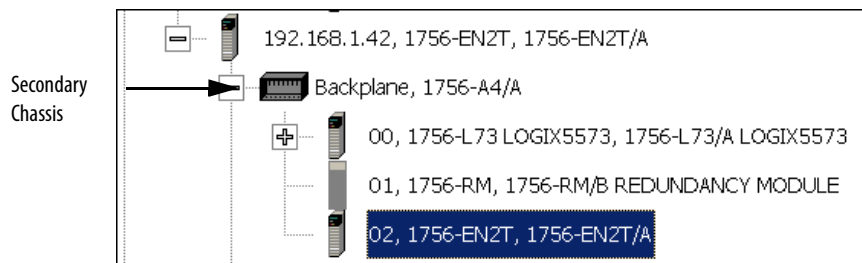 192.168.1.42, 1756-EN2T, 1756-EN2T/A
Secondary
Chassis
Backplane, 1756-A4/A
00, 1756-L73 LOGIX5573, 1756-L73/A LOGIX5573
01, 1756-RM, 1756-RM/B REDUNDANCY MODULE
02, 1756-EN2T, 1756-EN2T/A